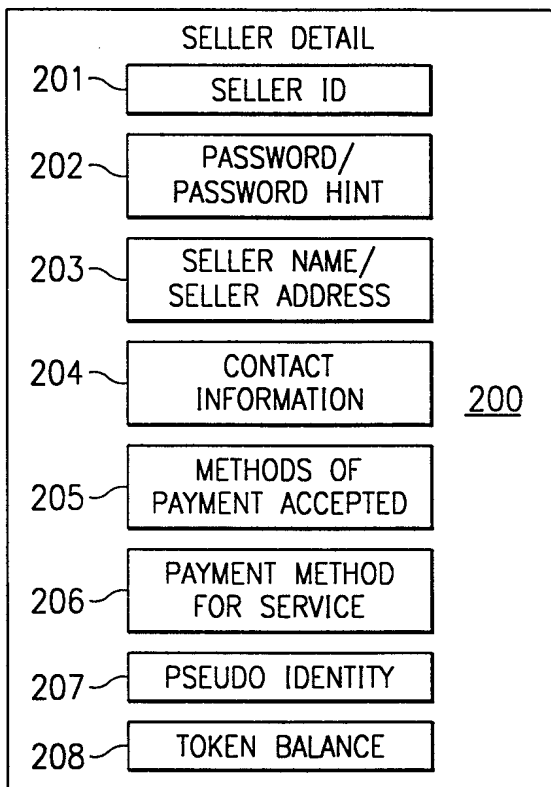 SELLER DETAIL
201
SELLER ID
202
PASSWORD/
PASSWORD HINT
203
SELLER NAME/
SELLER ADDRESS
204
CONTACT
INFORMATION
200
205
METHODS OF
PAYMENT ACCEPTED
206
PAYMENT METHOD
FOR SERVICE
207
PSEUDO IDENTITY
208
TOKEN BALANCE